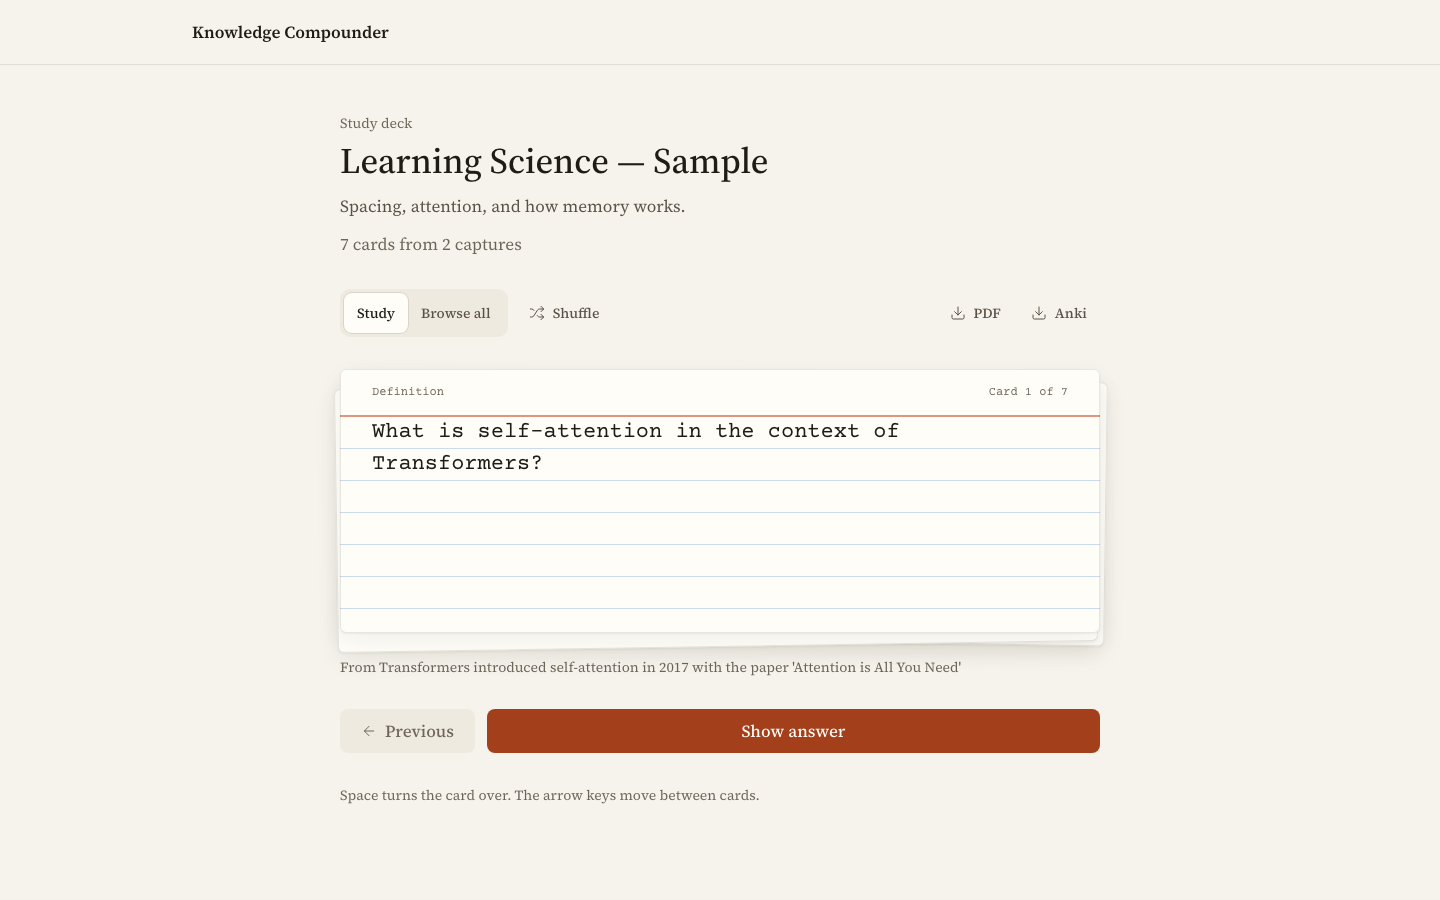 Knowledge Compounder
Study deck
Learning Science — Sample
Spacing, attention, and how memory works.
7 cards from 2 captures
Study
Browse all
Shuffle
PDF
Anki
Definition
Card 1 of 7
What is self-attention in the context of
Transformers?
From Transformers introduced self-attention in 2017 with the paper 'Attention is All You Need'
Previous
Show answer
Space turns the card over. The arrow keys move between cards.